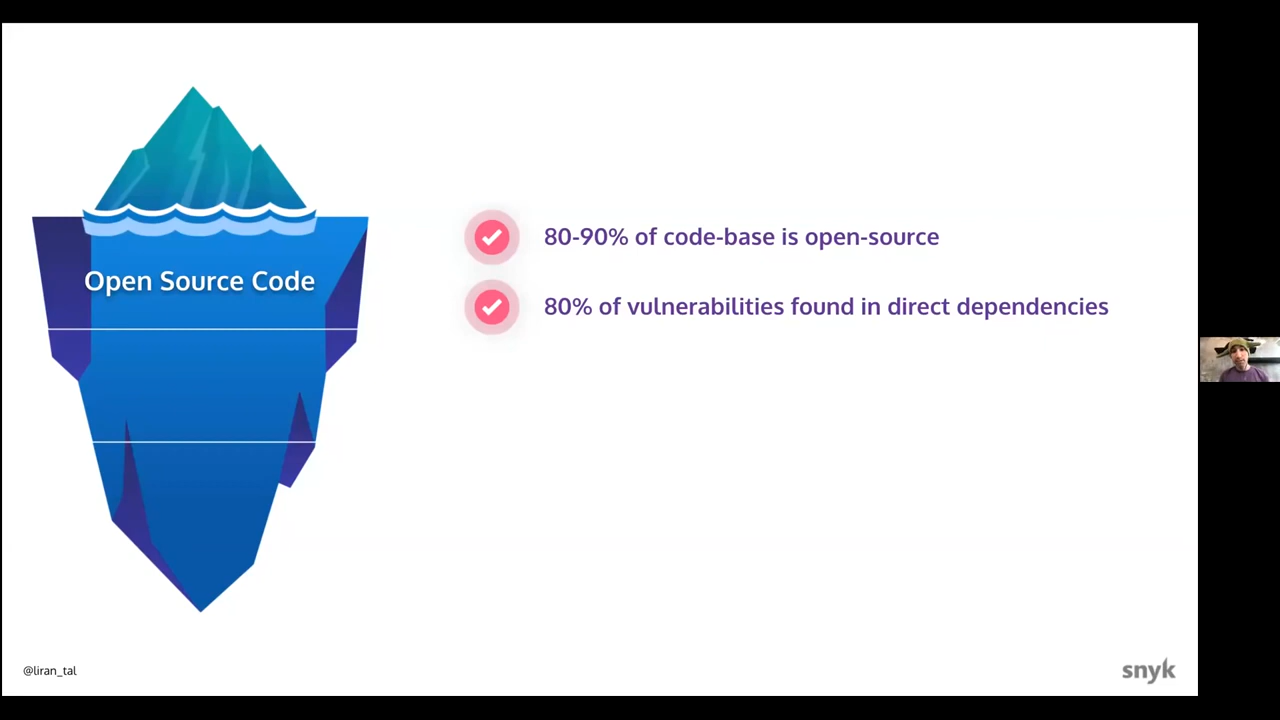 Open Source Code
80-90% of code-base is open-source
80% of vulnerabilities found in direct dependencies
@liran_tal
snyk